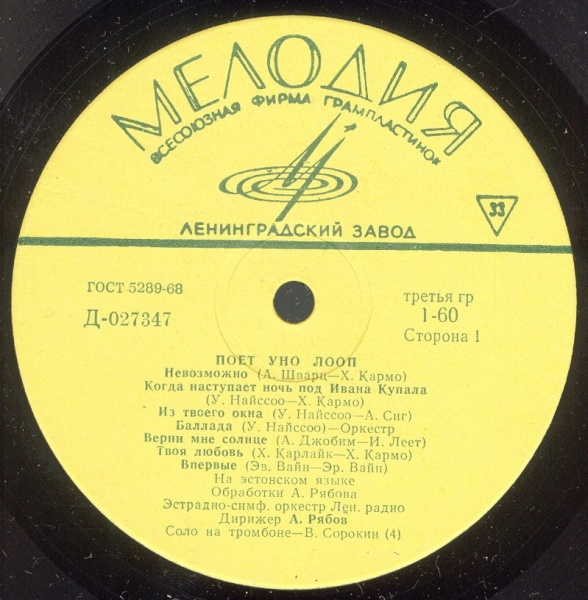 МЕЛОДИЯ
ВСЕСОЮЗНАЯ ФИРМА ГРАМПЛАСТИНОК
33
ЛЕНИНГРАДСКИЙ ЗАВОД
ГОСТ 5289-68
Д-027347
третья гр
1-60
Сторона 1
ПОЕТ УНО ЛООП
Невозможно (А. Шварц—Х. Кармо)
Когда наступает ночь под Ивана Купала
(У. Найссоо—Х. Кармо)
Из твоего окна (У. Найссоо—А. Сиг)
Баллада (У. Найссоо)—Оркестр
Верни мне солнце (А. Джобим—И. Леет)
Твоя любовь (Х. Карлайк—Х. Кармо)
Впервые (Эв. Вайн—Эр. Вайн)
На эстонском языке
Обработки А. Рябова
Эстрадно-симф. оркестр Лен. радио
Дирижер А. Рябов
Соло на тромбоне—В. Сорокин (4)